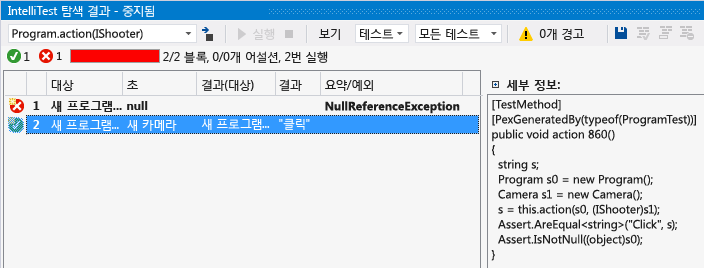 IntelliTest 탐색 결과 - 중지됨
Program.action(IShooter) 실행 보기 테스트 모든 테스트 0개 경고
1 1 2/2 블록, 0/0개 어설션, 2번 실행
대상 초 결과(대상) 결과 요약/예외
1 새 프로그램... null NullReferenceException
2 새 프로그램... 새 카메라 새 프로그램... "클릭"
세부 정보:
[TestMethod]
[PexGeneratedBy(typeof(ProgramTest))]
public void action 860()
{
string s;
Program s0 = new Program();
Camera s1 = new Camera();
s = this.action(s0, (IShooter)s1);
Assert.AreEqual<string>("Click", s);
Assert.IsNotNull((object)s0);
}